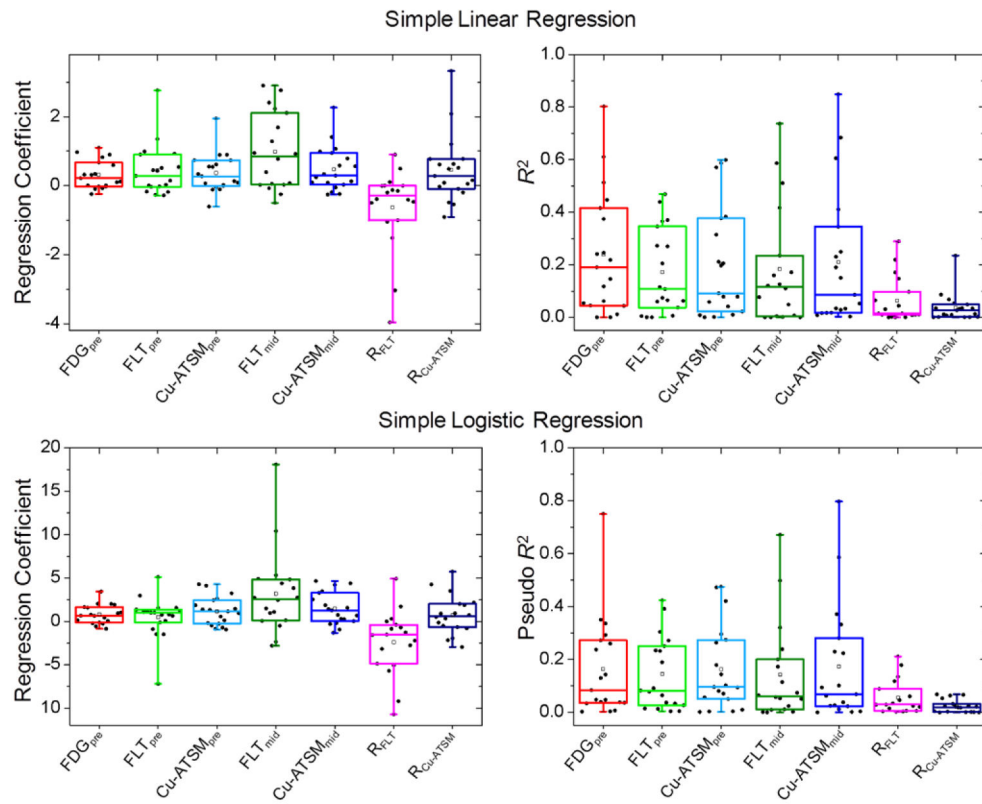 Simple Linear Regression
Regression Coefficient
2
0
-2
-4
FDGpre
FLTpre
Cu-ATSMpre
FLTmid
Cu-ATSMmid
RFLT
RCu-ATSM
R2
1.0
0.8
0.6
0.4
0.2
0.0
FDGpre
FLTpre
Cu-ATSMpre
FLTmid
Cu-ATSMmid
RFLT
RCu-ATSM
Simple Logistic Regression
Regression Coefficient
20
15
10
5
0
-5
10
FDGpre
FLTpre
Cu-ATSMpre
FLTmid
Cu-ATSMmid
RFLT
RCu-ATSM
Pseudo R2
1.0
0.8
0.6
0.4
0.2
0.0
FDGpre
FLTpre
Cu-ATSMpre
FLTmid
Cu-ATSMmid
RFLT
RCu-ATSM